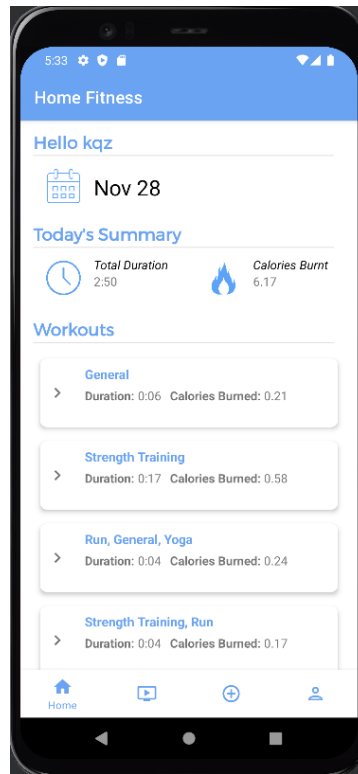 5:33
Home Fitness
Hello kqz
Nov 28
Today's Summary
Total Duration
2:50
Calories Burnt
6.17
Workouts
General
Duration: 0:06 Calories Burned: 0.21
Strength Training
Duration: 0:17 Calories Burned: 0.58
Run, General, Yoga
Duration: 0:04 Calories Burned: 0.24
Strength Training, Run
Duration: 0:04 Calories Burned: 0.17
Home